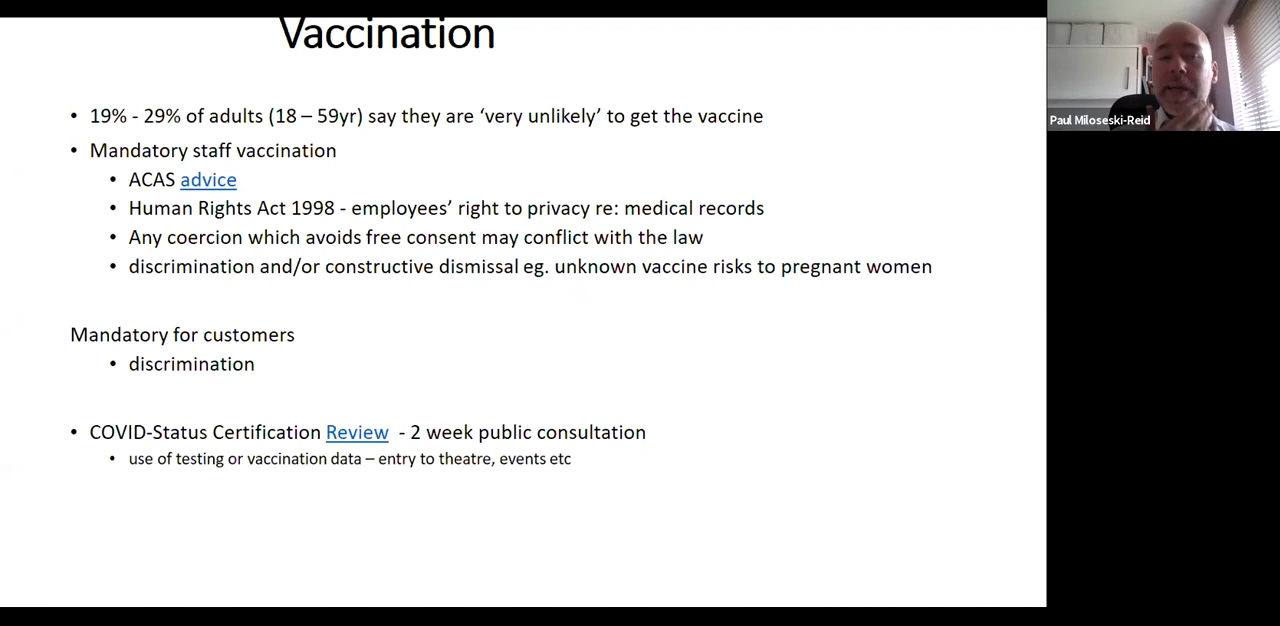 Vaccination
• 19% - 29% of adults (18 – 59yr) say they are ‘very unlikely’ to get the vaccine
• Mandatory staff vaccination
• ACAS advice
• Human Rights Act 1998 - employees’ right to privacy re: medical records
• Any coercion which avoids free consent may conflict with the law
• discrimination and/or constructive dismissal eg. unknown vaccine risks to pregnant women
Mandatory for customers
• discrimination
• COVID-Status Certification Review - 2 week public consultation
• use of testing or vaccination data – entry to theatre, events etc
Paul Miloseski-Reid